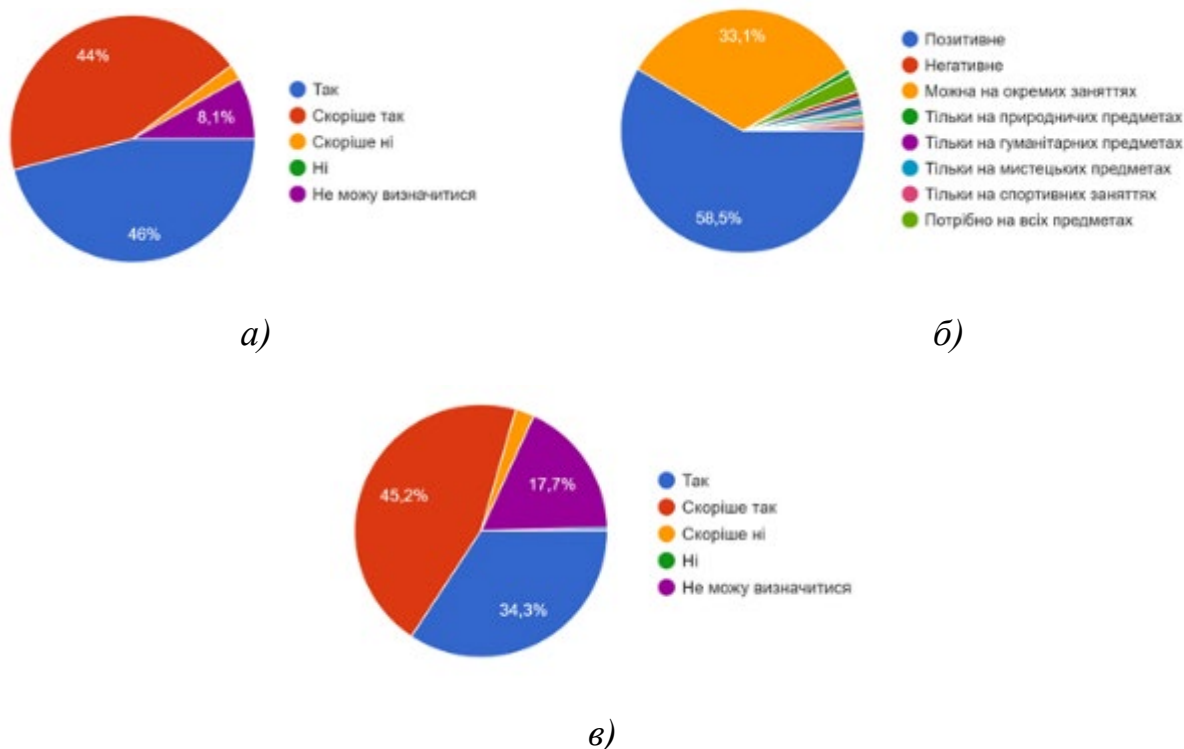 44%
8,1%
46%
Так
Скоріше так
Скоріше ні
Ні
Не можу визначитися
33,1%
58,5%
Позитивне
Негативне
Можна на окремих заняттях
Тільки на природничих предметах
Тільки на гуманітарних предметах
Тільки на мистецьких предметах
Тільки на спортивних заняттях
Потрібно на всіх предметах
а)
б)
45,2%
17,7%
34,3%
Так
Скоріше так
Скоріше ні
Ні
Не можу визначитися
в)